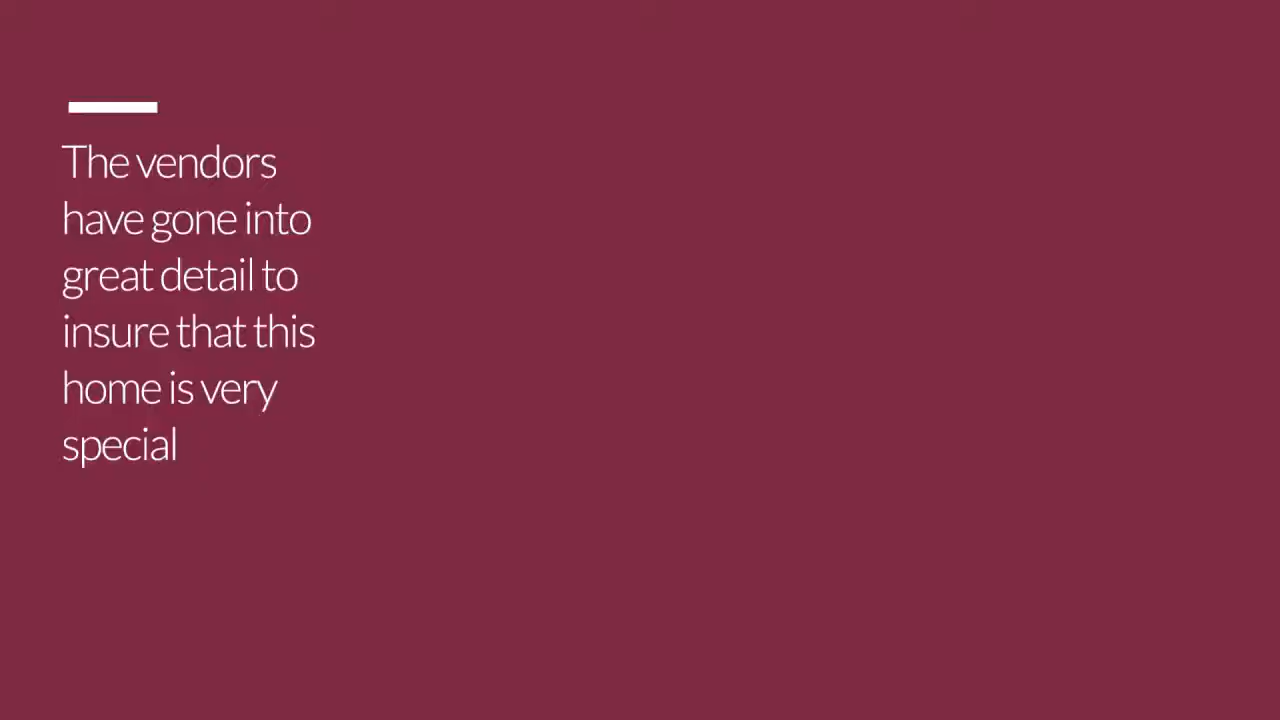 The vendors
have gone into
great detail to
insure that this
home is very
special